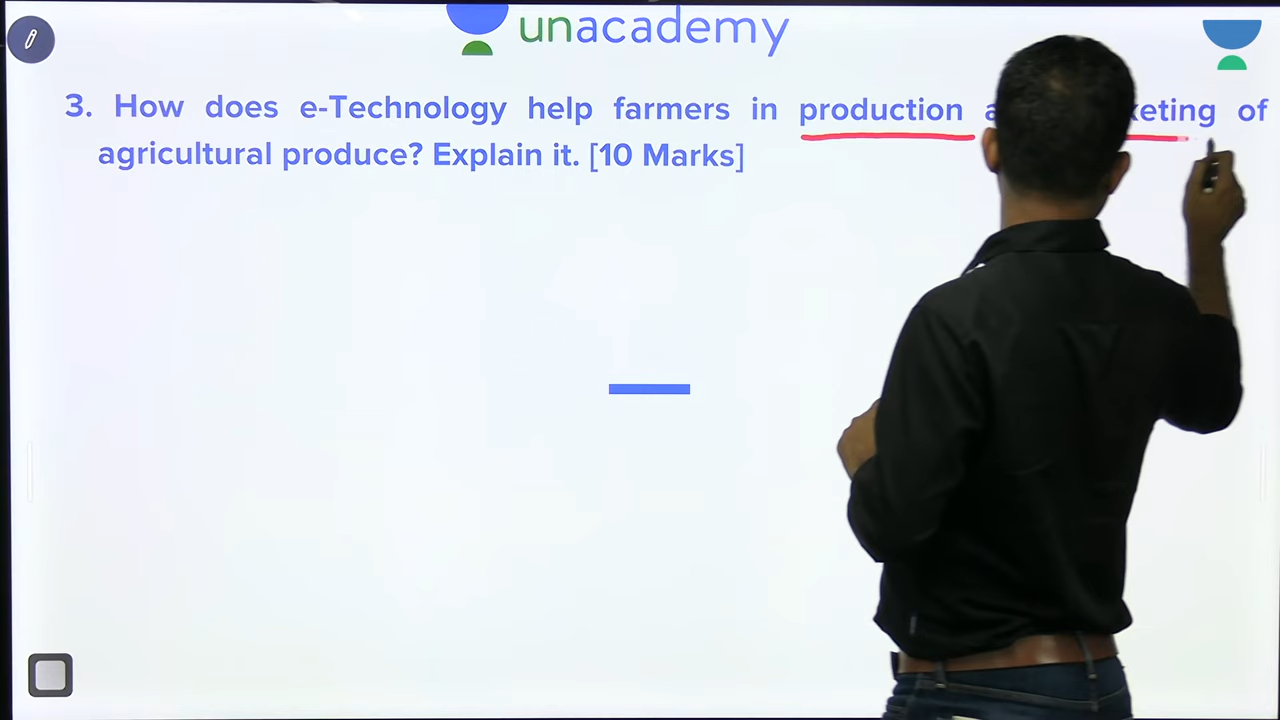 unacademy
3. How does e-Technology help farmers in production keting of
agricultural produce? Explain it. [10 Marks]